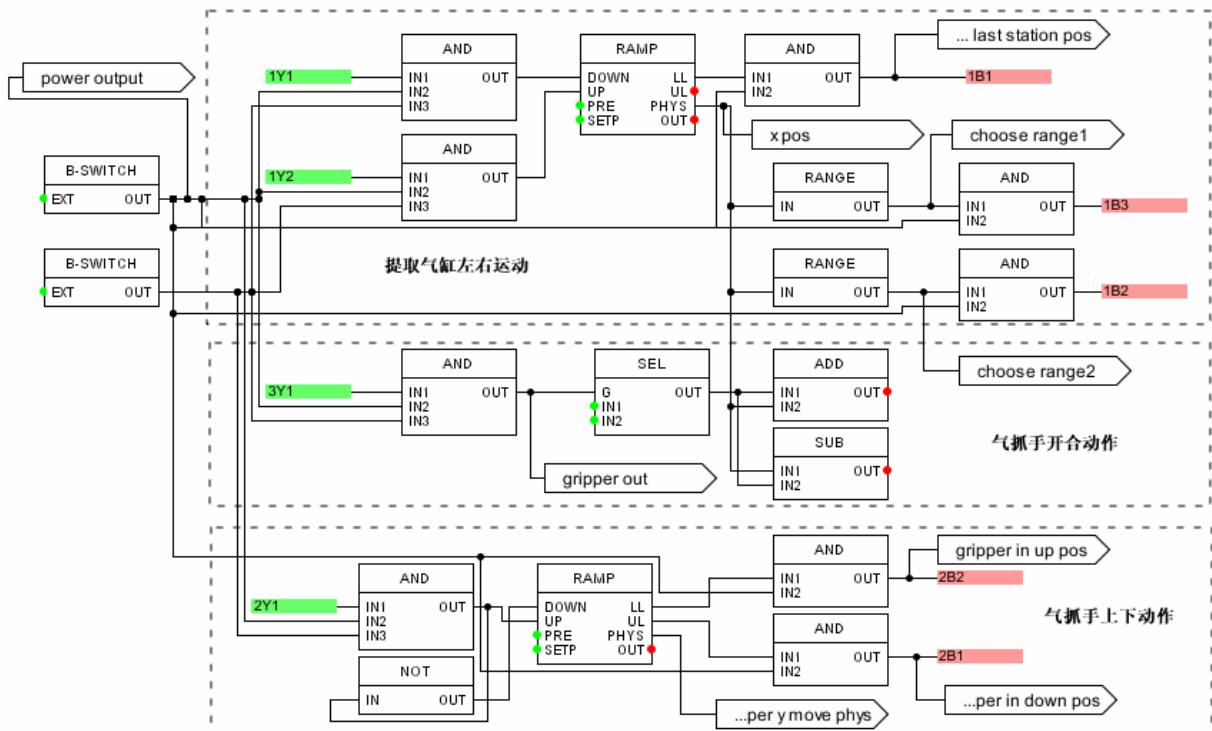 ... last station pos
AND
RAMP
AND
power output
1Y1
IN1 OUT
IN2
IN3
DOWN LL
UP UL
PRE PHYS
SETP OUT
IN1 OUT
IN2
1B1
x pos
choose range1
B-SWITCH
EXT OUT
AND
1Y2
IN1 OUT
IN2
IN3
RANGE
IN OUT
AND
IN1 OUT
IN2
1B3
B-SWITCH
EXT OUT
提取气缸左右运动
RANGE
IN OUT
AND
IN1 OUT
IN2
1B2
AND
SEL
ADD
choose range2
3Y1
IN1 OUT
IN2
IN3
G OUT
IN1
IN2
IN1 OUT
IN2
SUB
IN1 OUT
IN2
气抓手开合动作
gripper out
AND
gripper in up pos
AND
RAMP
IN1 OUT
IN2
2B2
2Y1
IN1 OUT
IN2
IN3
DOWN LL
UP UL
PRE PHYS
SETP OUT
气抓手上下动作
AND
IN1 OUT
IN2
2B1
NOT
IN OUT
...per y move phys
...per in down pos